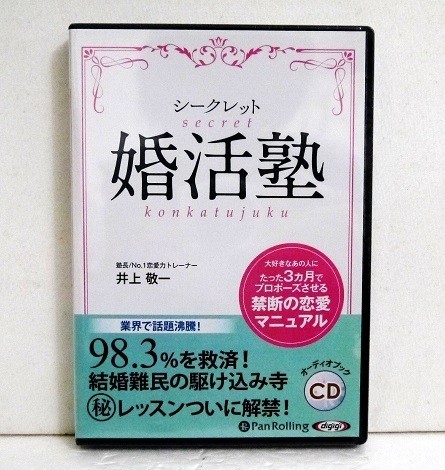 シークレット
secret
婚活塾
konkatujuku
塾長/No.1恋愛力トレーナー
井上 敬一
大好きなあの人に
たった3カ月で
プロポーズさせる
禁断の恋愛
マニュアル
業界で話題沸騰!
98.3%を救済!
結婚難民の駆け込み寺
㊙レッスンついに解禁!
オーディオブック
CD
PanRolling
digigi